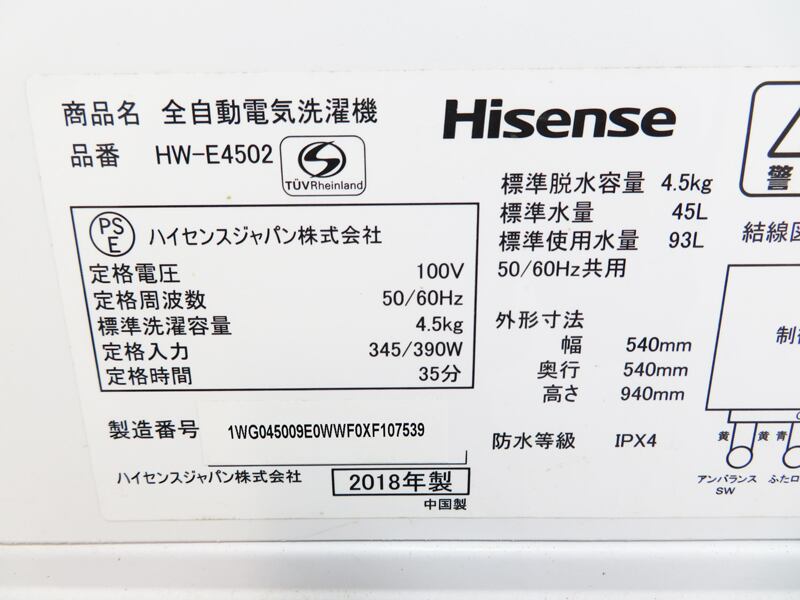 商品名 全自動電気洗濯機
品番 HW-E4502
TÜVRheinland
PS
E
ハイセンスジャパン株式会社
定格電圧 100V
定格周波数 50/60Hz
標準洗濯容量 4.5kg
定格入力 345/390W
定格時間 35分
製造番号 1WG045009E0WWF0XF107539
ハイセンスジャパン株式会社 2018年製
中国製
Hisense
標準脱水容量 4.5kg
標準水量 45L
標準使用水量 93L
50/60Hz共用
外形寸法
幅 540mm
奥行 540mm
高さ 940mm
防水等級 IPX4
警
結線図
制
黄 黄 青
アンバランス
SW
ふたロ